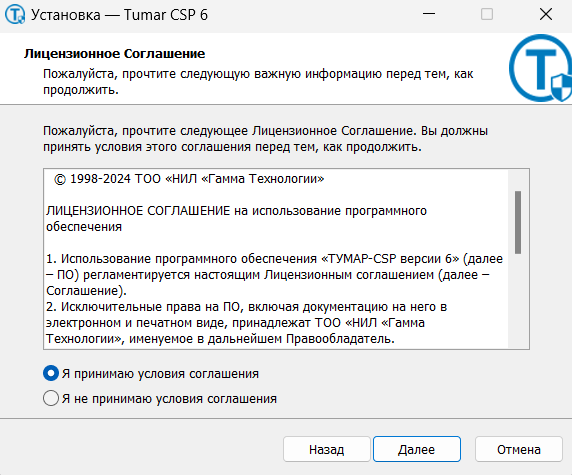 Установка — Tumar CSP 6
Лицензионное Соглашение
Пожалуйста, прочтите следующую важную информацию перед тем, как
продолжить.
Пожалуйста, прочтите следующее Лицензионное Соглашение. Вы должны
принять условия этого соглашения перед тем, как продолжить.
© 1998-2024 ТОО «НИЛ «Гамма Технологии»
ЛИЦЕНЗИОННОЕ СОГЛАШЕНИЕ на использование программного
обеспечения
1. Использование программного обеспечения «ТУМАР-CSP версии 6» (далее
– ПО) регламентируется настоящим Лицензионным соглашением (далее –
Соглашение).
2. Исключительные права на ПО, включая документацию на него в
электронном и печатном виде, принадлежат ТОО «НИЛ «Гамма
Технологии», именуемое в дальнейшем Правообладатель.
Я принимаю условия соглашения
Я не принимаю условия соглашения
Назад
Далее
Отмена